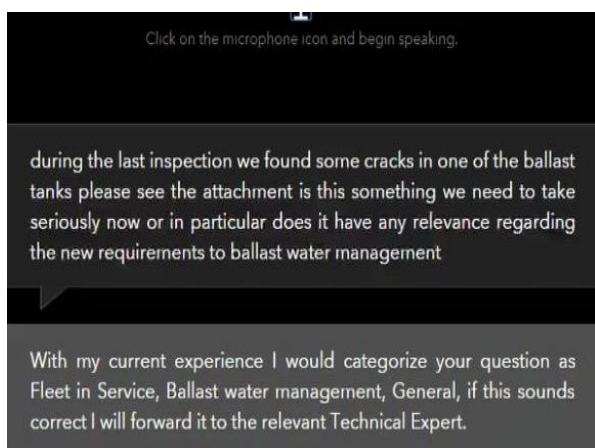 Click on the microphone icon and begin speaking.
during the last inspection we found some cracks in one of the ballast
tanks please see the attachment is this something we need to take
seriously now or in particular does it have any relevance regarding
the new requirements to ballast water management
With my current experience I would categorize your question as
Fleet in Service, Ballast water management, General, if this sounds
correct I will forward it to the relevant Technical Expert.